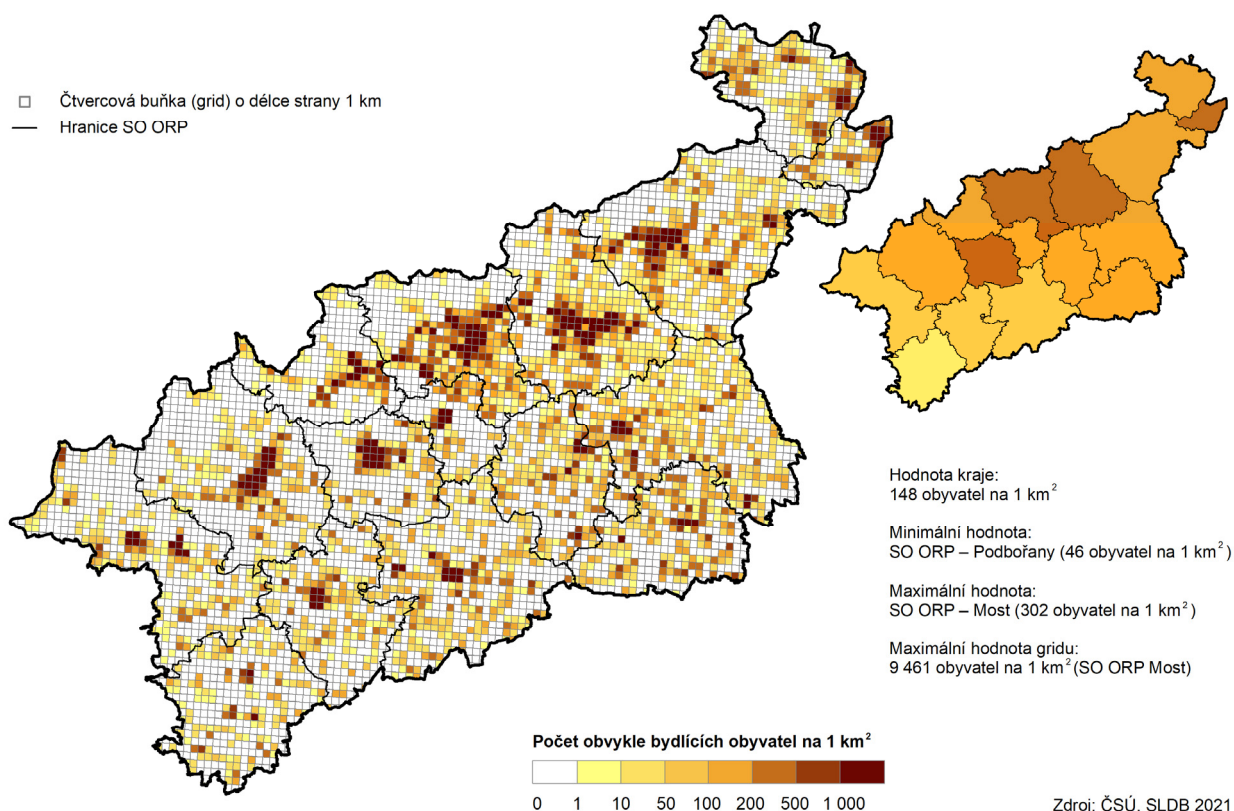 Čtvercová buňka (grid) o délce strany 1 km
Hranice SO ORP
Hodnota kraje:
148 obyvatel na 1 km²
Minimální hodnota:
SO ORP – Podbořany (46 obyvatel na 1 km²)
Maximální hodnota:
SO ORP – Most (302 obyvatel na 1 km²)
Maximální hodnota gridu:
9 461 obyvatel na 1 km² (SO ORP Most)
Počet obvykle bydlících obyvatel na 1 km²
0 1 10 50 100 200 500 1000
Zdroj: ČSÚ, SLDB 2021